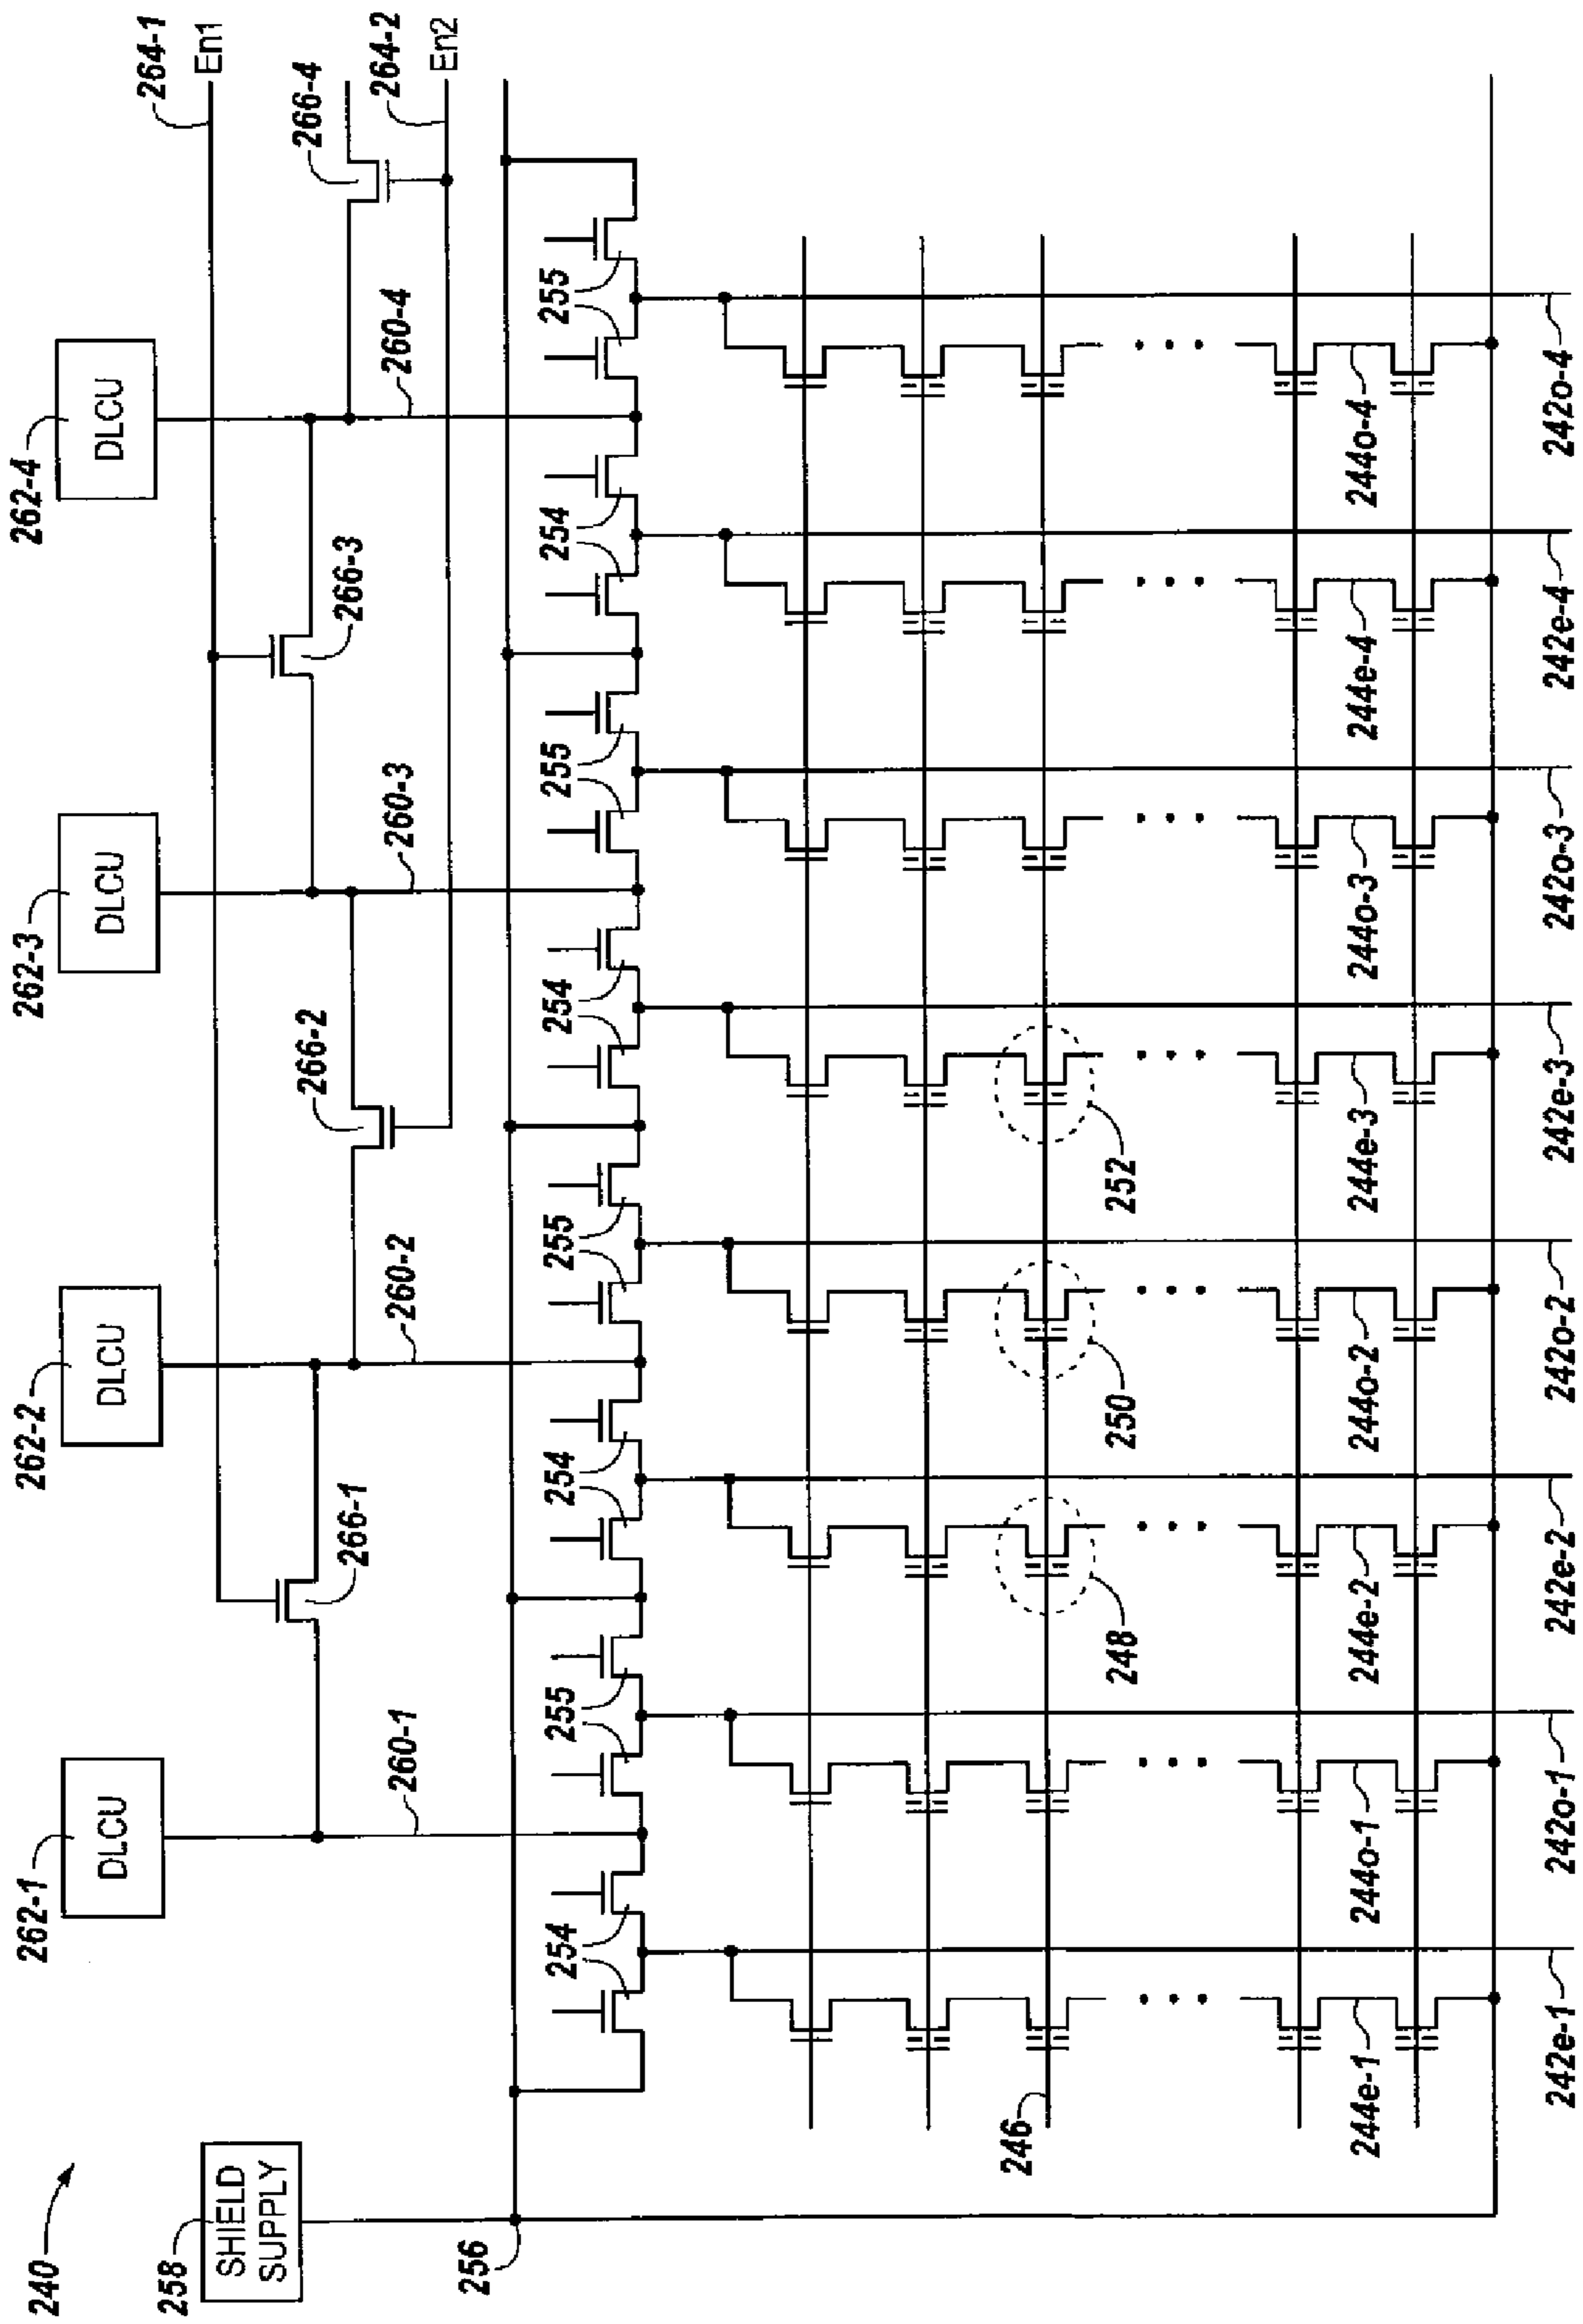 240
258
SHIELD
SUPPLY
256
262-1
DLCU
262-2
DLCU
262-3
DLCU
262-4
DLCU
264-1
En1
266-1
266-2
266-3
266-4
264-2
En2
260-1
260-2
260-3
260-4
254
255
254
255
254
255
254
255
246
248
250
252
244e-1
244o-1
244e-2
244o-2
244e-3
244o-3
244e-4
244o-4
242e-1
242o-1
242e-2
242o-2
242e-3
242o-3
242e-4
242o-4